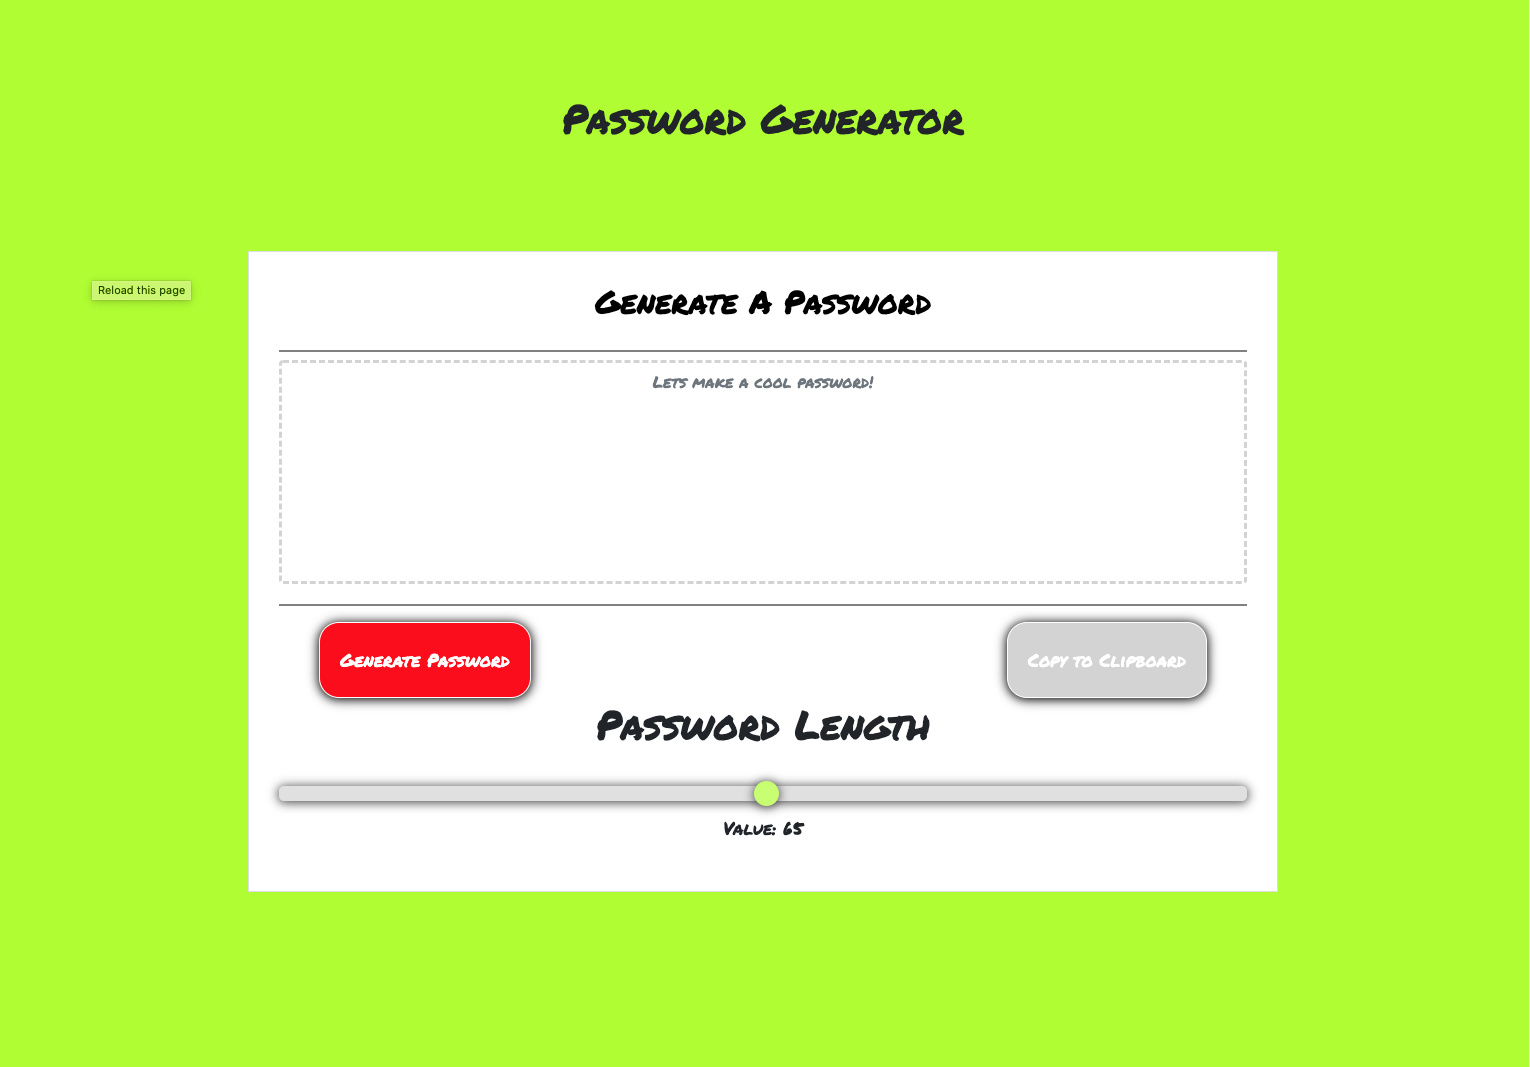 Password Generator
Reload this page
Generate A Password
Lets make a cool password!
Generate Password
Copy to Clipboard
Password Length
Value: 65